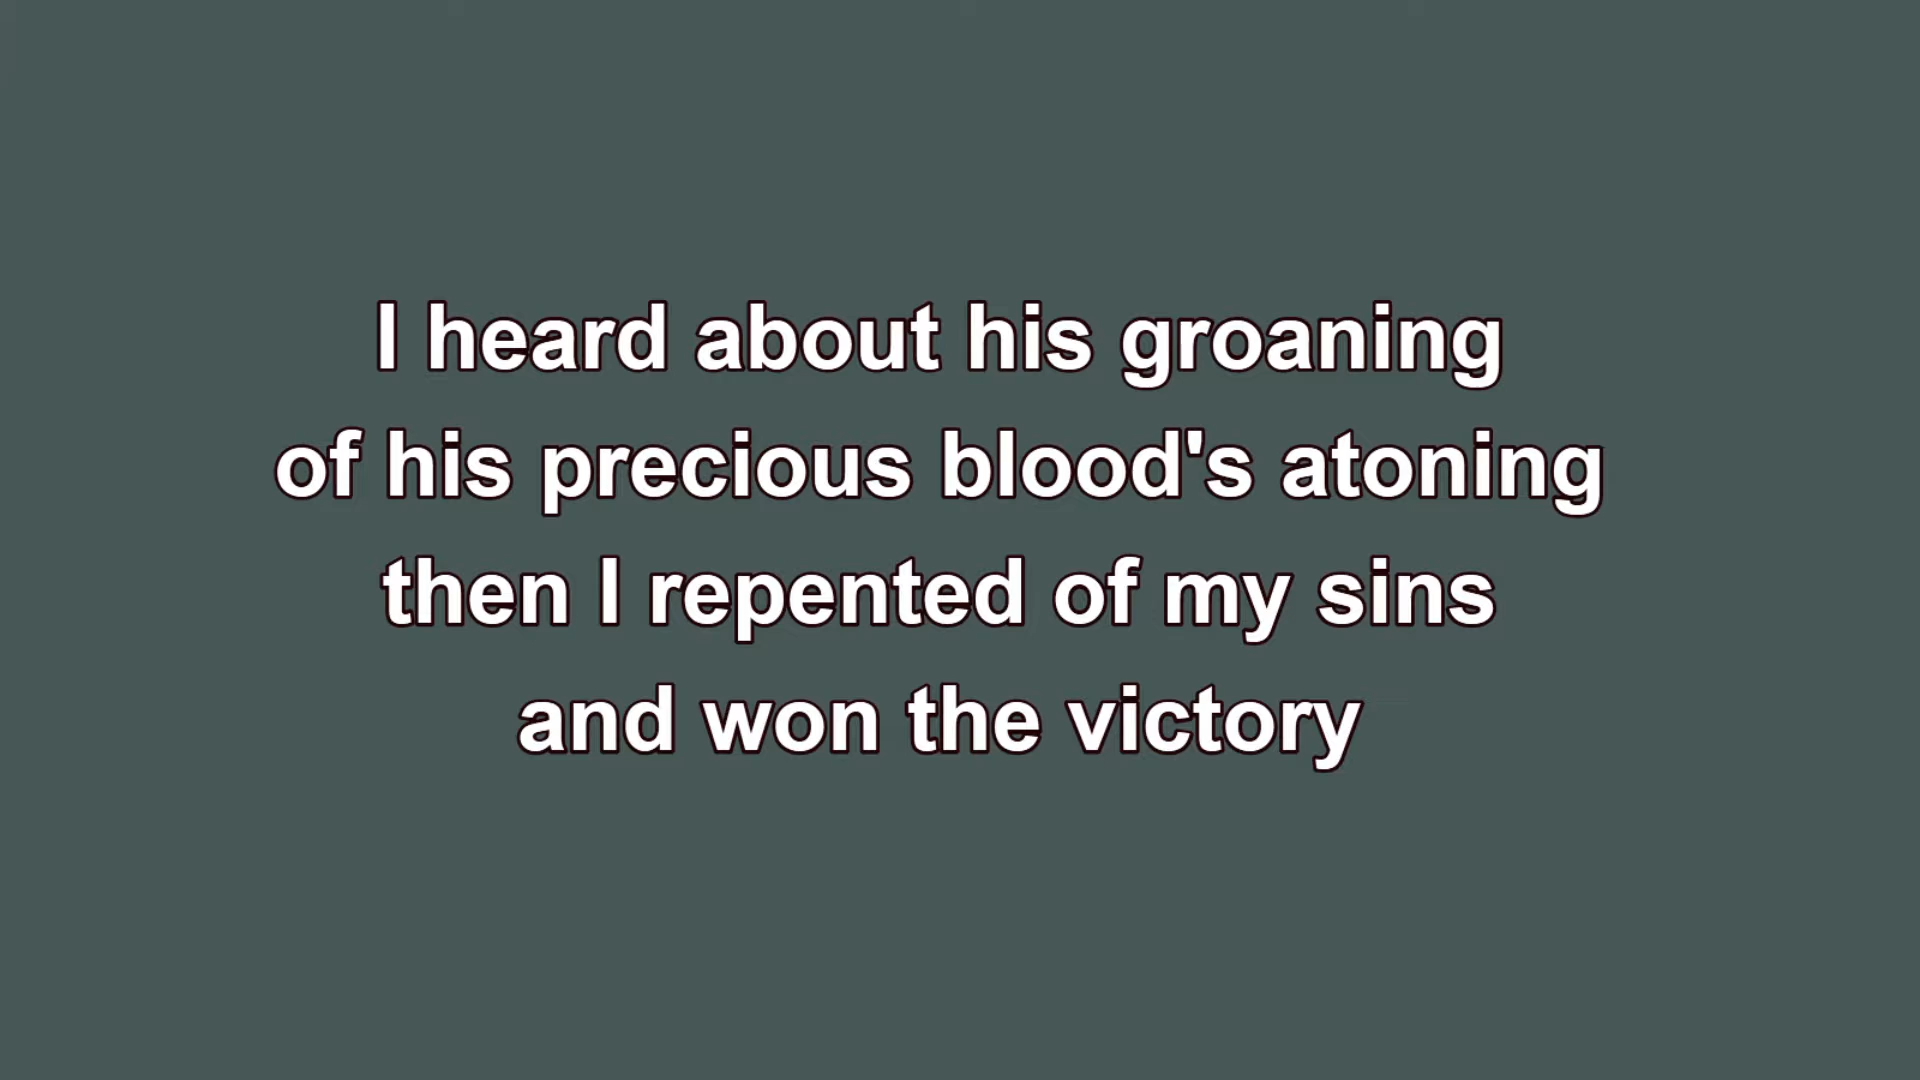 I heard about his groaning
of his precious blood's atoning
then I repented of my sins
and won the victory